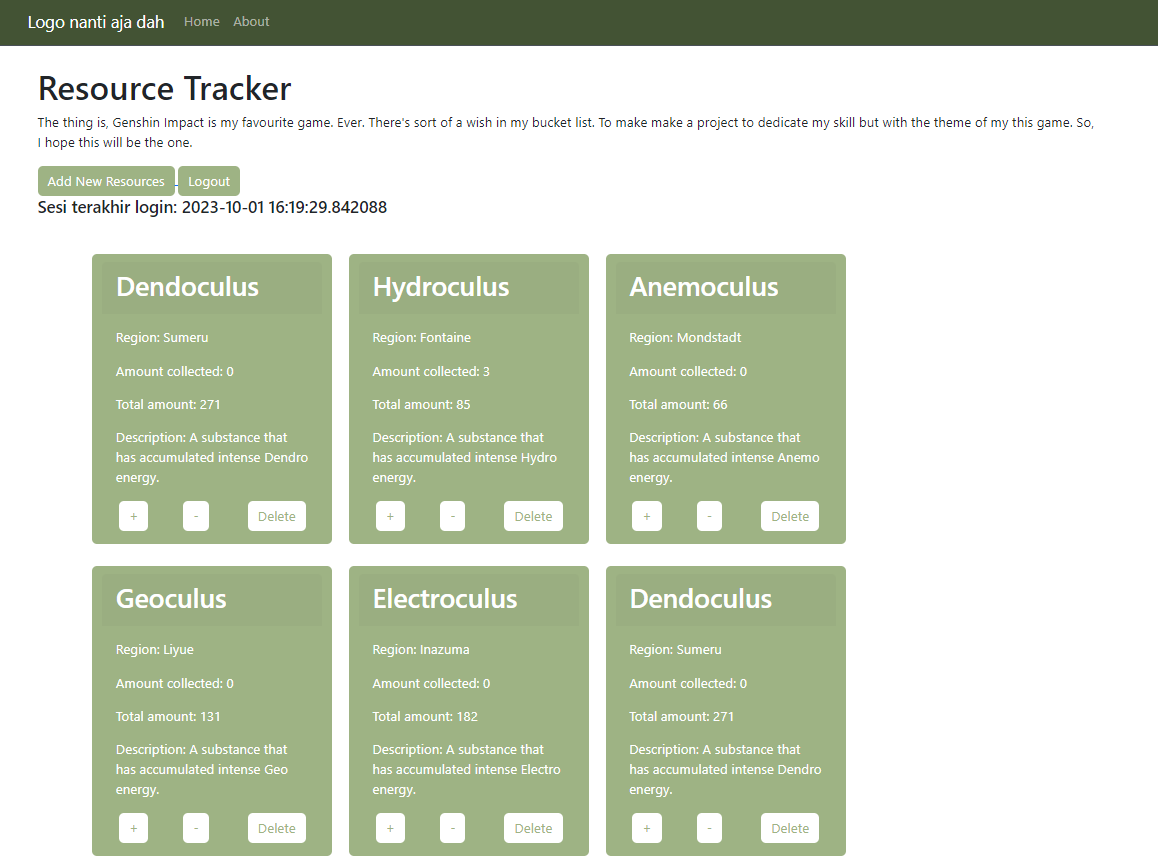 Logo nanti aja dah Home About
Resource Tracker
The thing is, Genshin Impact is my favourite game. Ever. There's sort of a wish in my bucket list. To make make a project to dedicate my skill but with the theme of my this game. So,
I hope this will be the one.
Add New Resources Logout
Sesi terakhir login: 2023-10-01 16:19:29.842088
Dendoculus
Region: Sumeru
Amount collected: 0
Total amount: 271
Description: A substance that
has accumulated intense Dendro
energy.
+ - Delete
Hydroculus
Region: Fontaine
Amount collected: 3
Total amount: 85
Description: A substance that
has accumulated intense Hydro
energy.
+ - Delete
Anemoculus
Region: Mondstadt
Amount collected: 0
Total amount: 66
Description: A substance that
has accumulated intense Anemo
energy.
+ - Delete
Geoculus
Region: Liyue
Amount collected: 0
Total amount: 131
Description: A substance that
has accumulated intense Geo
energy.
+ - Delete
Electroculus
Region: Inazuma
Amount collected: 0
Total amount: 182
Description: A substance that
has accumulated intense Electro
energy.
+ - Delete
Dendoculus
Region: Sumeru
Amount collected: 0
Total amount: 271
Description: A substance that
has accumulated intense Dendro
energy.
+ - Delete